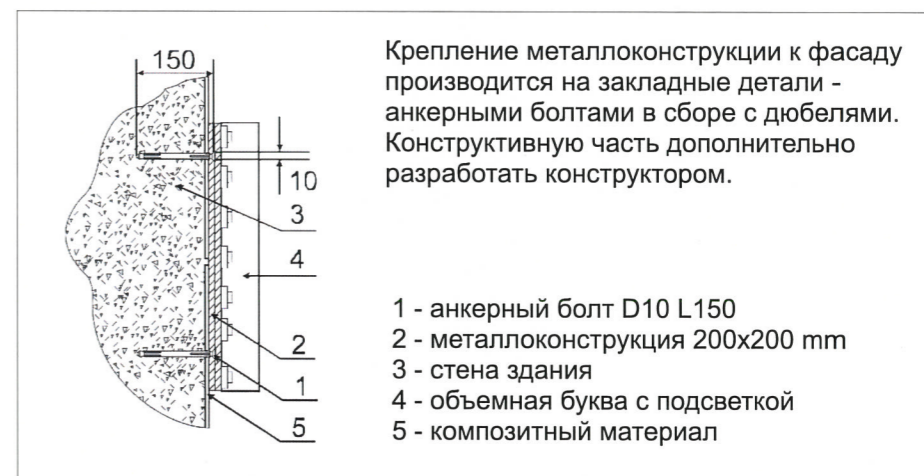 150
10
3
4
2
1
5
Крепление металлоконструкции к фасаду
производится на закладные детали -
анкерными болтами в сборе с дюбелями.
Конструктивную часть дополнительно
разработать конструктором.
1 - анкерный болт D10 L150
2 - металлоконструкция 200x200 mm
3 - стена здания
4 - объемная буква с подсветкой
5 - композитный материал